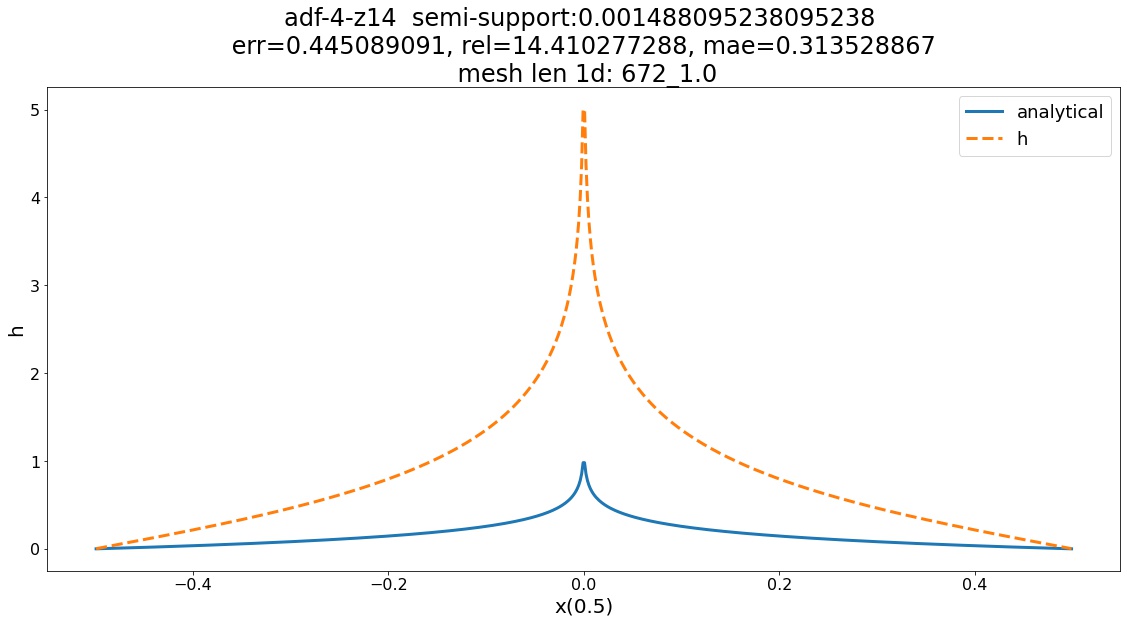 adf-4-z14  semi-support:0.001488095238095238
err=0.445089091, rel=14.410277288, mae=0.313528867
mesh len 1d: 672_1.0
analytical
h
5
4
3
2
1
0
h
−0.4
−0.2
0.0
0.2
0.4
x(0.5)